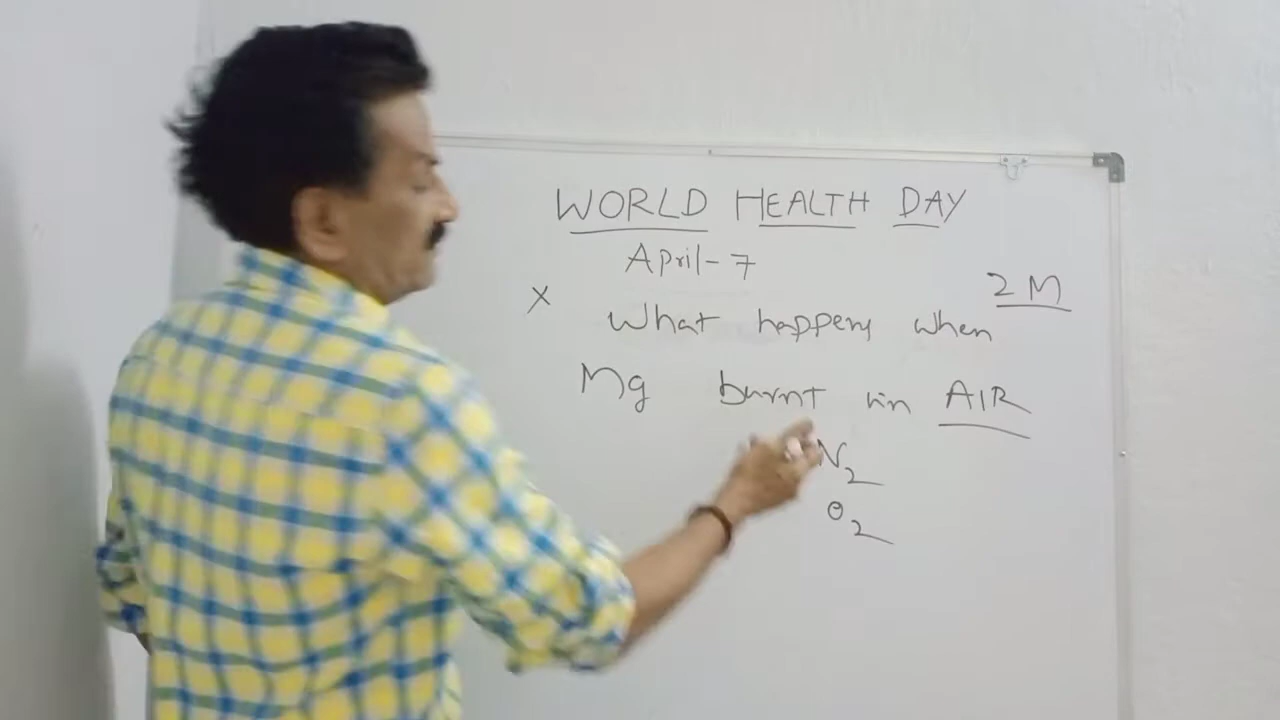 WORLD HEALTH DAY
April-7
2M
X What happens when
Mg burnt in AIR
N2
O2